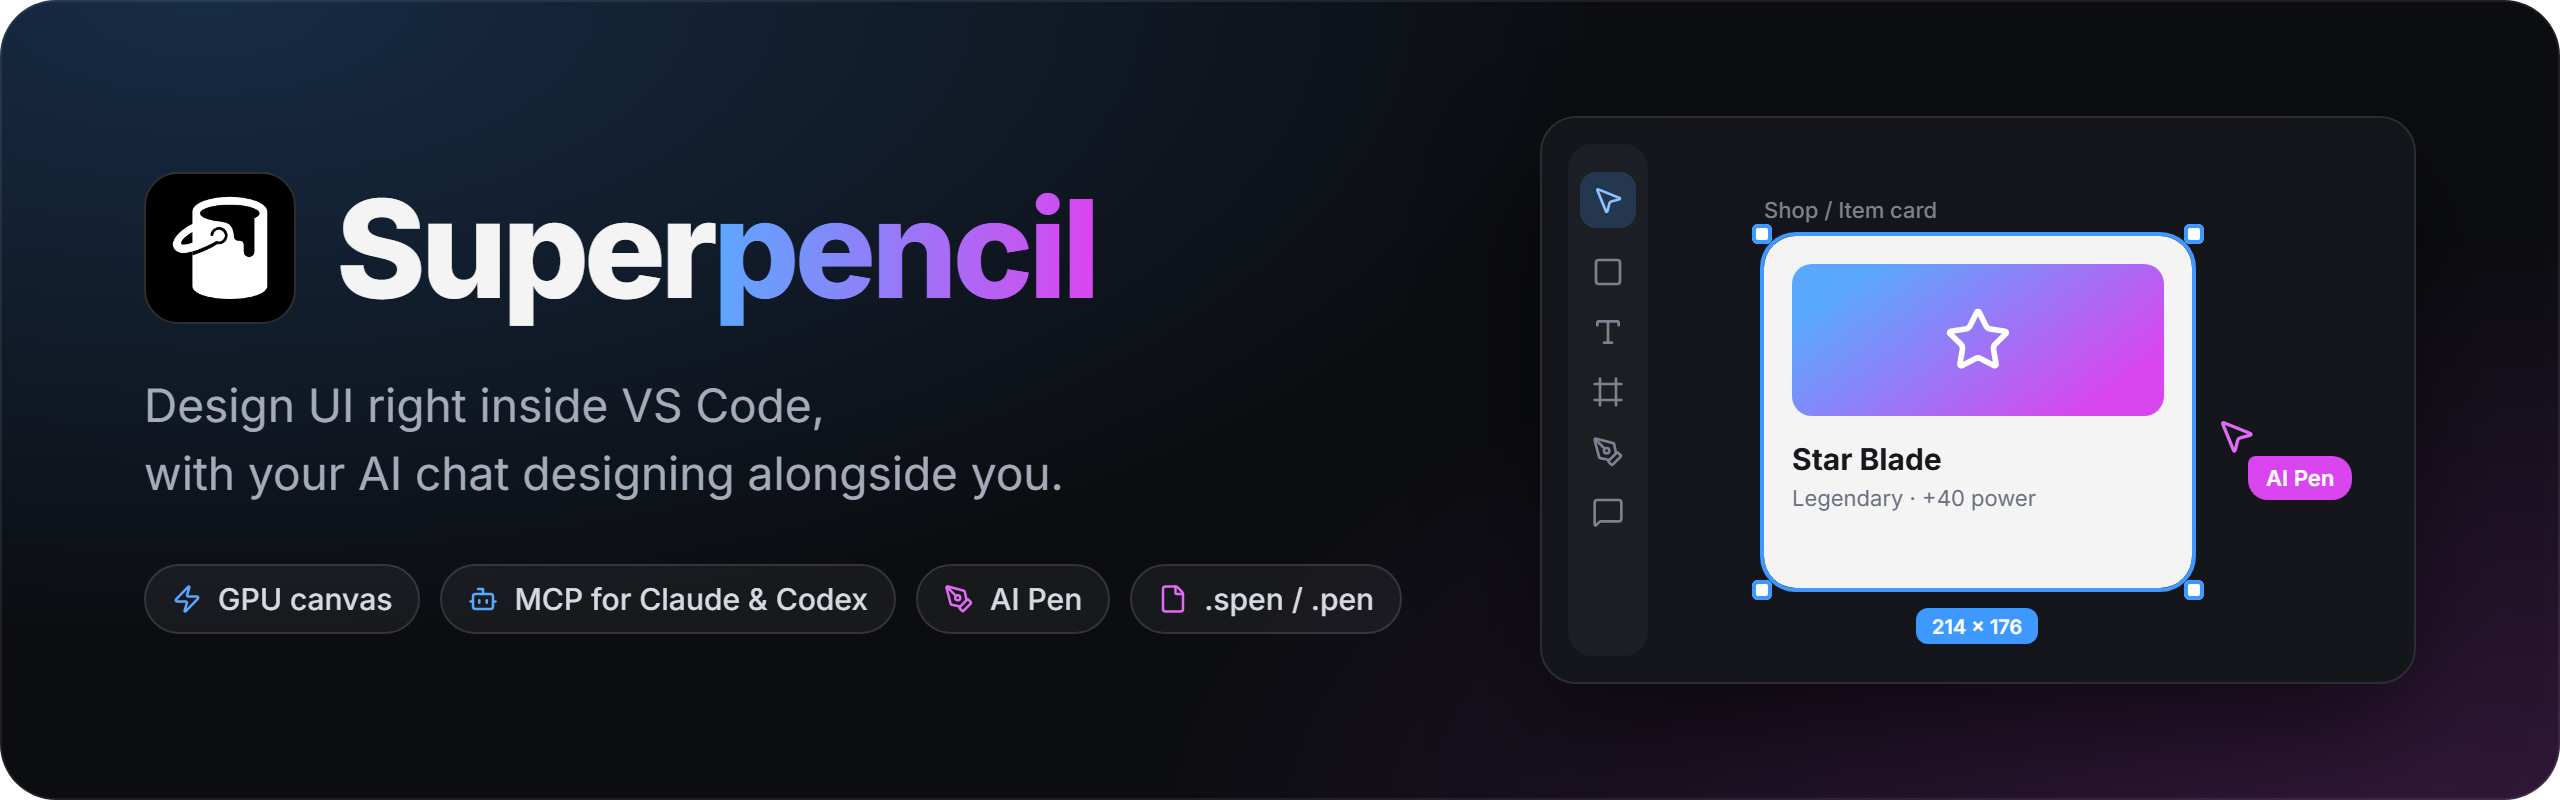 Superpencil
Design UI right inside VS Code,
with your AI chat designing alongside you.
GPU canvas
MCP for Claude & Codex
AI Pen
.spen / .pen
Shop / Item card
Star Blade
Legendary · +40 power
AI Pen
214 × 176